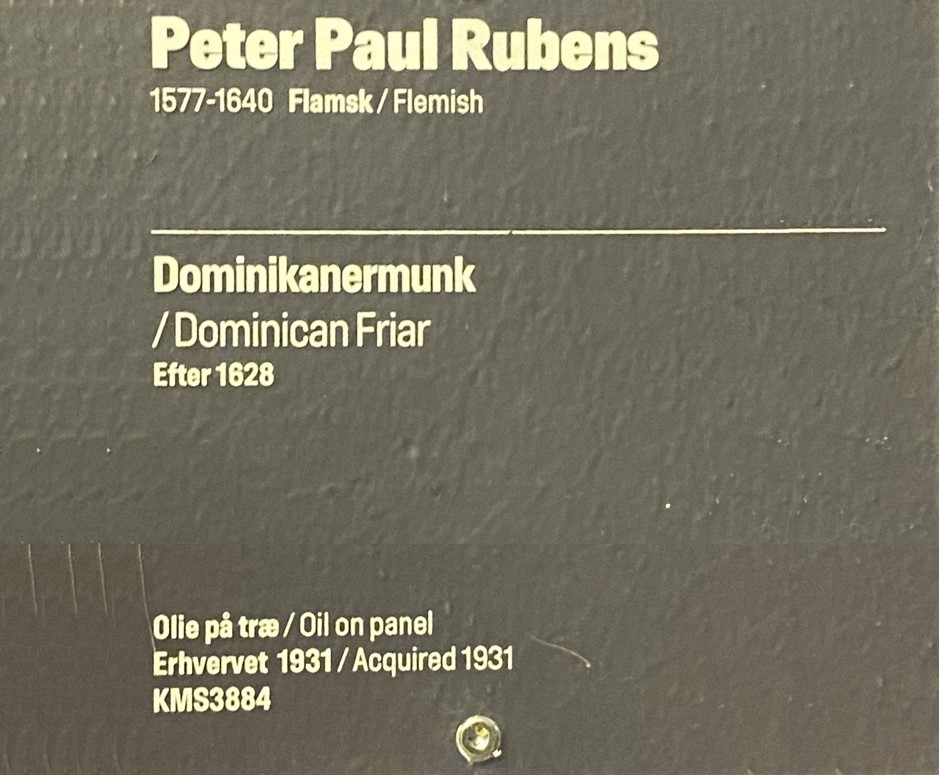 Peter Paul Rubens
1577-1640 Flamsk / Flemish
Dominikanermunk
/ Dominican Friar
Efter 1628
Olie på træ / Oil on panel
Erhvervet 1931 / Acquired 1931
KMS3884